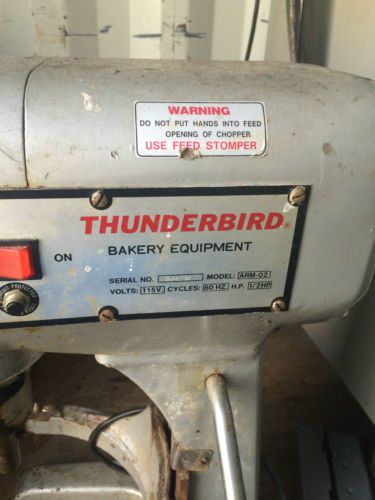 WARNING
DO NOT PUT HANDS INTO FEED
OPENING OF CHOPPER
USE FEED STOMPER
THUNDERBIRD®
ON
BAKERY EQUIPMENT
SERIAL NO. MODEL: ARM-02
VOLTS: 115V. CYCLES: 60 HZ. H.P. 1/2HP